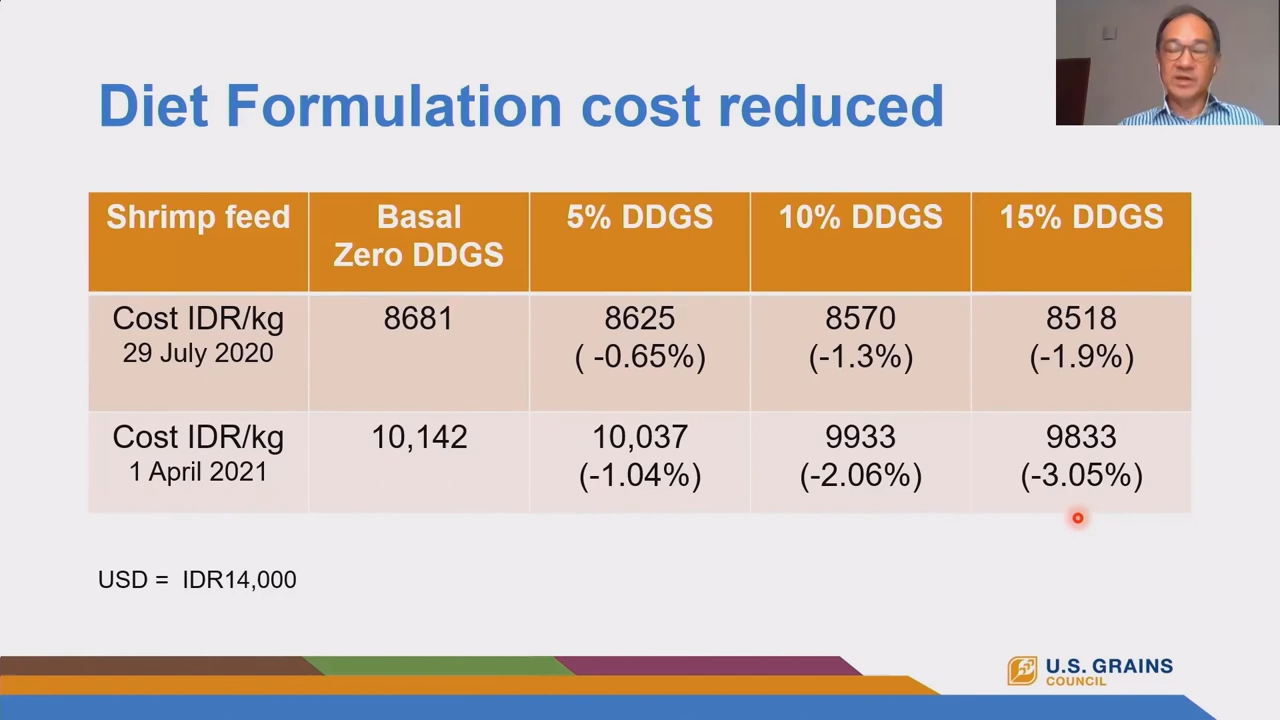 Diet Formulation cost reduced
Shrimp feed
Basal
Zero DDGS
5% DDGS
10% DDGS
15% DDGS
Cost IDR/kg
29 July 2020
8681
8625
( -0.65%)
8570
(-1.3%)
8518
(-1.9%)
Cost IDR/kg
1 April 2021
10,142
10,037
(-1.04%)
9933
(-2.06%)
9833
(-3.05%)
USD = IDR14,000
U.S. GRAINS
COUNCIL